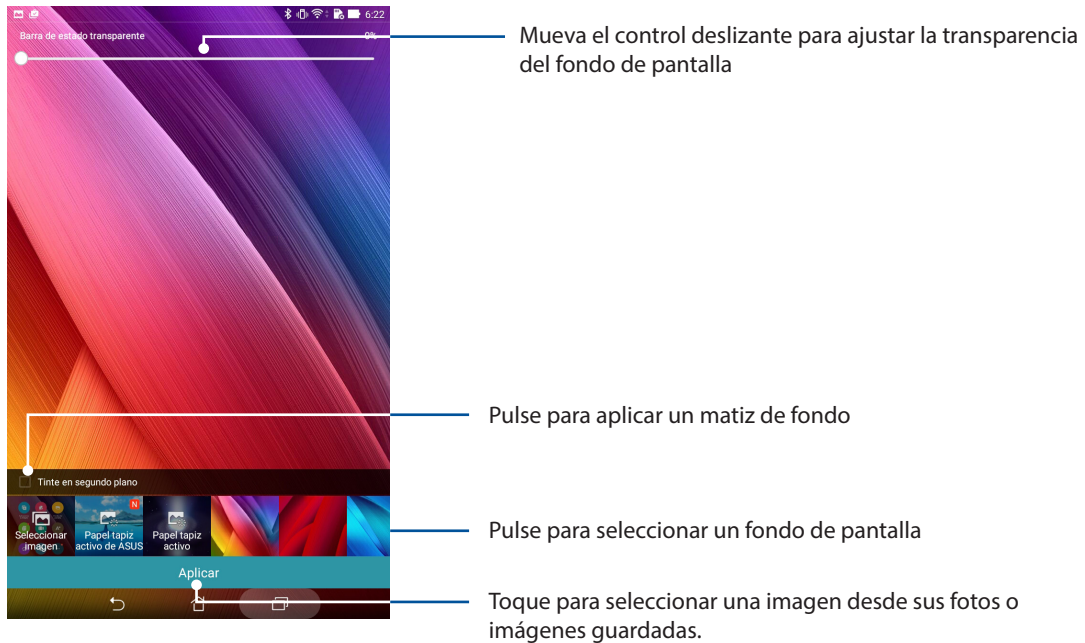 6:22
Barra de estado transparente
0%
Mueva el control deslizante para ajustar la transparencia
del fondo de pantalla
Pulse para aplicar un matiz de fondo
Tinte en segundo plano
N
Seleccionar
imagen
Papel tapiz
activo de ASUS
Papel tapiz
activo
Pulse para seleccionar un fondo de pantalla
Aplicar
Toque para seleccionar una imagen desde sus fotos o
imágenes guardadas.